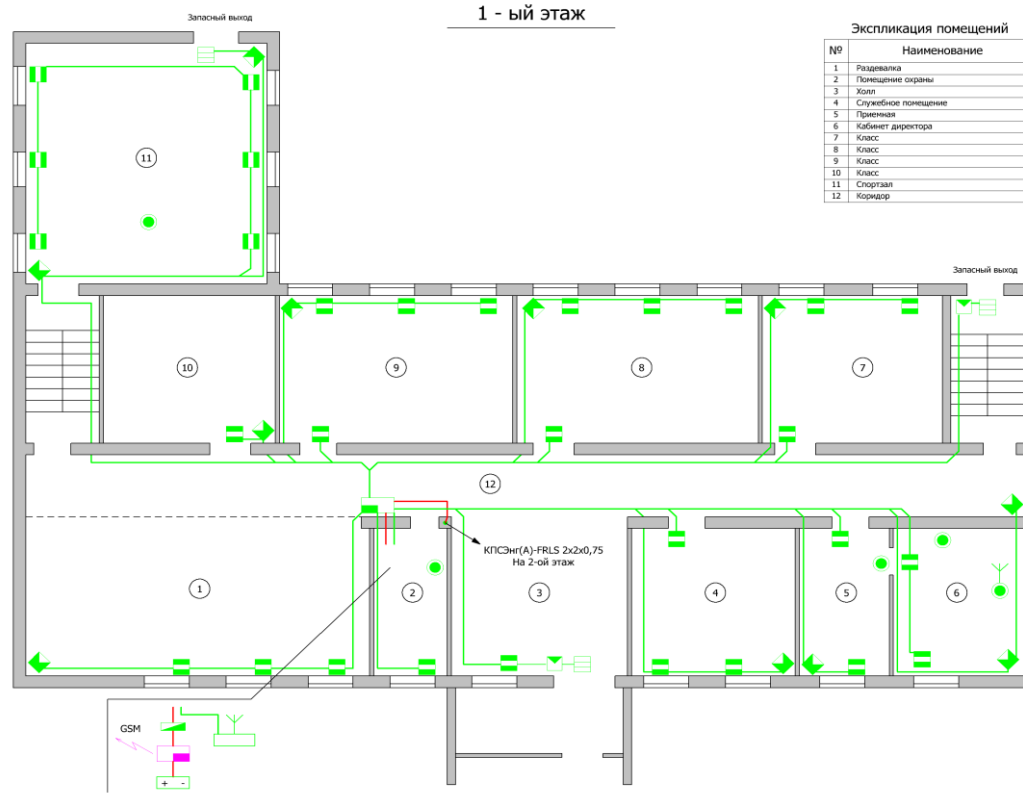 1 - ый этаж
Запасный выход
Экспликация помещений
№ Наименование
1 Раздевалка
2 Помещение охраны
3 Холл
4 Служебное помещение
5 Приемная
6 Кабинет директора
7 Класс
8 Класс
9 Класс
10 Класс
11 Спортзал
12 Коридор
11
Запасный выход
10
9
8
7
12
КПСЭнг(А)-FRLS 2х2х0,75
На 2-ой этаж
1
2
3
4
5
6
GSM
+ -